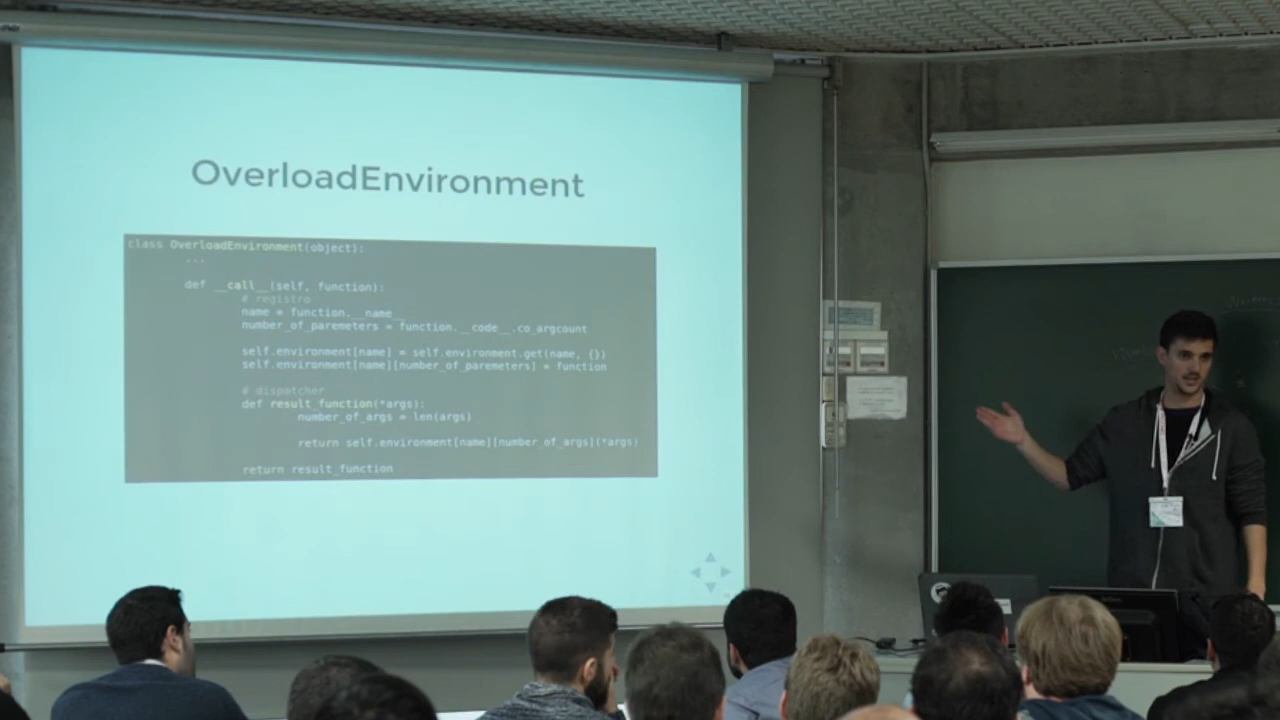 OverloadEnvironment
class OverloadEnvironment(object):
...
def __call__(self, function):
# registro
name = function.__name__
number_of_paremeters = function.__code__.co_argcount
self.environment[name] = self.environment.get(name, {})
self.environment[name][number_of_paremeters] = function
# dispatcher
def result_function(*args):
number_of_args = len(args)
return self.environment[name][number_of_args](*args)
return result_function